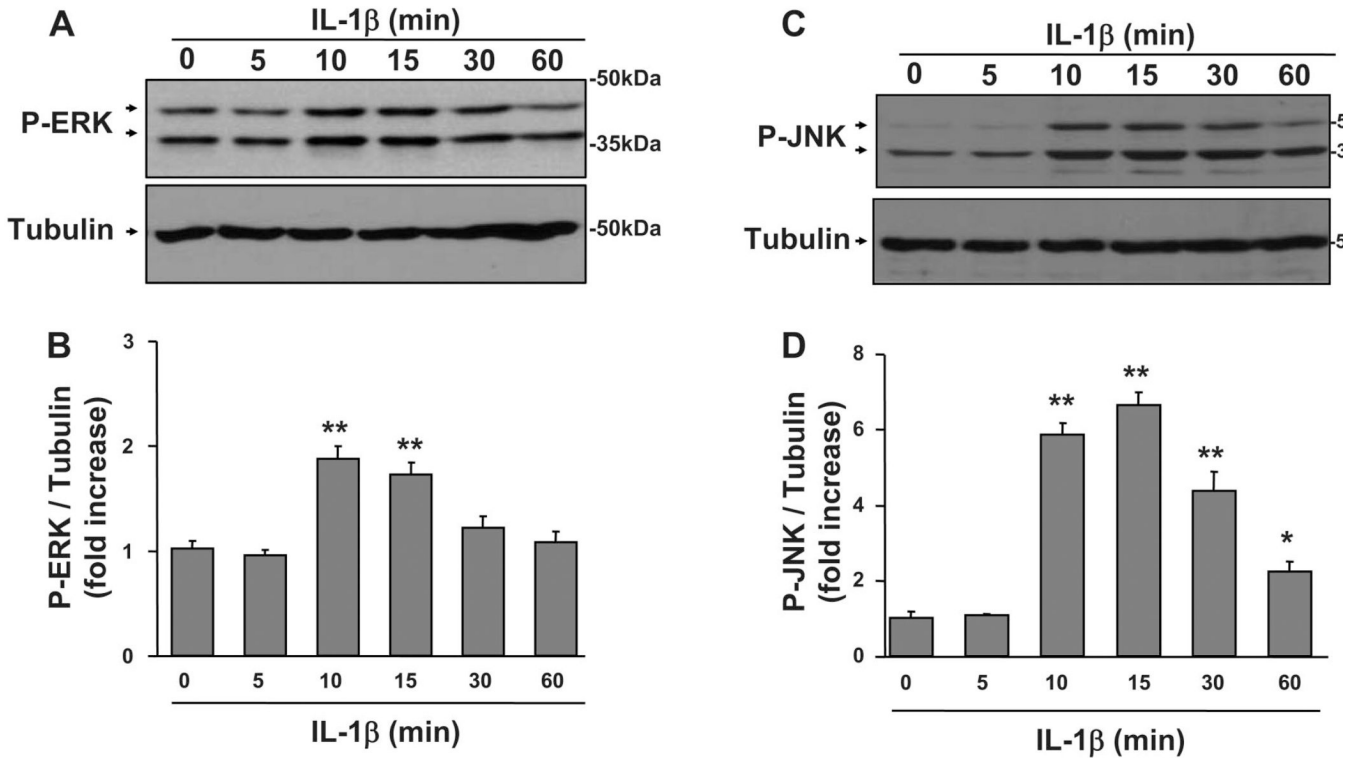 A
IL-1β (min)
0 5 10 15 30 60
-50kDa
P-ERK
-35kDa
Tubulin
-50kDa
B
3
2
1
0
P-ERK / Tubulin
(fold increase)
** **
0 5 10 15 30 60
IL-1β (min)
C
IL-1β (min)
0 5 10 15 30 60
P-JNK
Tubulin
D
8
6
4
2
0
P-JNK / Tubulin
(fold increase)
** ** ** *
0 5 10 15 30 60
IL-1β (min)